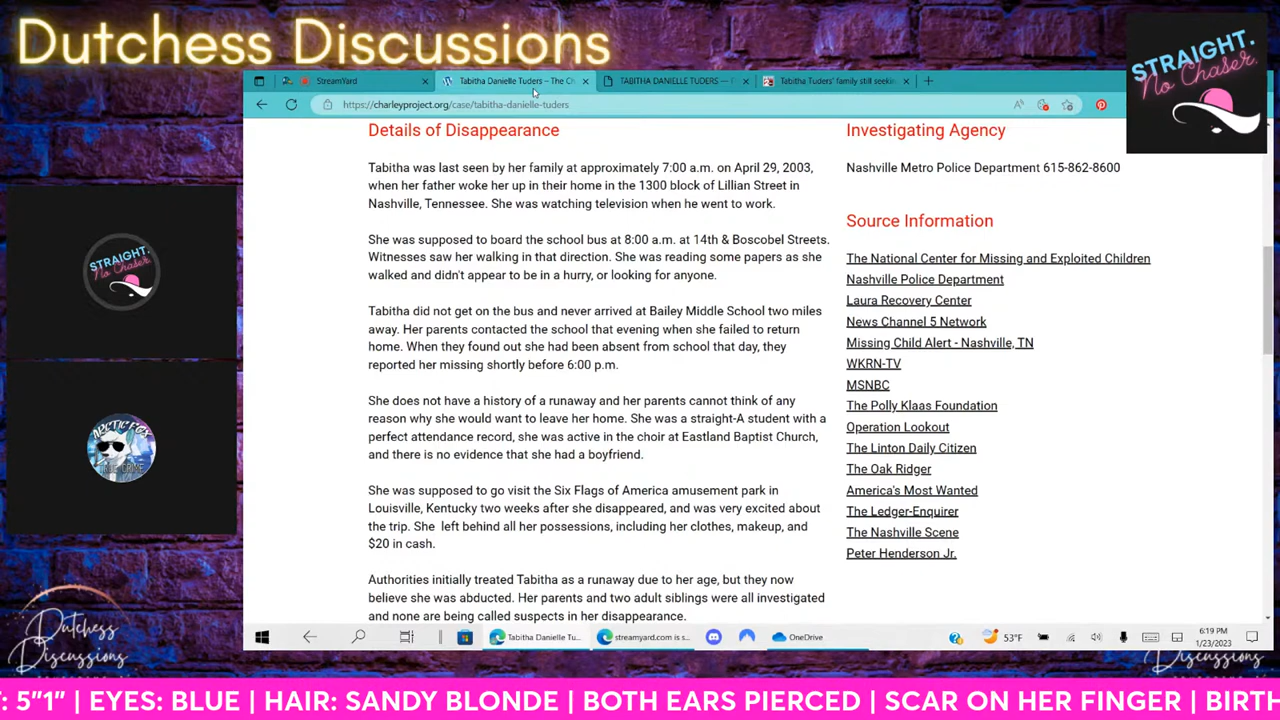 Dutchess Discussions
STRAIGHT.
No Chaser
StreamYard
Tabitha Danielle Tuders – The Ch
TABITHA DANIELLE TUDERS —
Tabitha Tuders' family still seekin
https://charleyproject.org/case/tabitha-danielle-tuders
Details of Disappearance
Tabitha was last seen by her family at approximately 7:00 a.m. on April 29, 2003,
when her father woke her up in their home in the 1300 block of Lillian Street in
Nashville, Tennessee. She was watching television when he went to work.
She was supposed to board the school bus at 8:00 a.m. at 14th & Boscobel Streets.
Witnesses saw her walking in that direction. She was reading some papers as she
walked and didn't appear to be in a hurry, or looking for anyone.
Tabitha did not get on the bus and never arrived at Bailey Middle School two miles
away. Her parents contacted the school that evening when she failed to return
home. When they found out she had been absent from school that day, they
reported her missing shortly before 6:00 p.m.
She does not have a history of a runaway and her parents cannot think of any
reason why she would want to leave her home. She was a straight-A student with a
perfect attendance record, she was active in the choir at Eastland Baptist Church,
and there is no evidence that she had a boyfriend.
She was supposed to go visit the Six Flags of America amusement park in
Louisville, Kentucky two weeks after she disappeared, and was very excited about
the trip. She left behind all her possessions, including her clothes, makeup, and
$20 in cash.
Authorities initially treated Tabitha as a runaway due to her age, but they now
believe she was abducted. Her parents and two adult siblings were all investigated
and none are being called suspects in her disappearance.
Investigating Agency
Nashville Metro Police Department 615-862-8600
Source Information
The National Center for Missing and Exploited Children
Nashville Police Department
Laura Recovery Center
News Channel 5 Network
Missing Child Alert - Nashville, TN
WKRN-TV
MSNBC
The Polly Klaas Foundation
Operation Lookout
The Linton Daily Citizen
The Oak Ridger
America's Most Wanted
The Ledger-Enquirer
The Nashville Scene
Peter Henderson Jr.
STRAIGHT.
No Chaser
ARCTIC FOX
TRUE CRIME
Tabitha Danielle Tu...
streamyard.com is s...
OneDrive
53°F
6:19 PM
1/23/2023
Dutchess
Discussions
Discussions
T: 5"1" | EYES: BLUE | HAIR: SANDY BLONDE | BOTH EARS PIERCED | SCAR ON HER FINGER | BIRTH